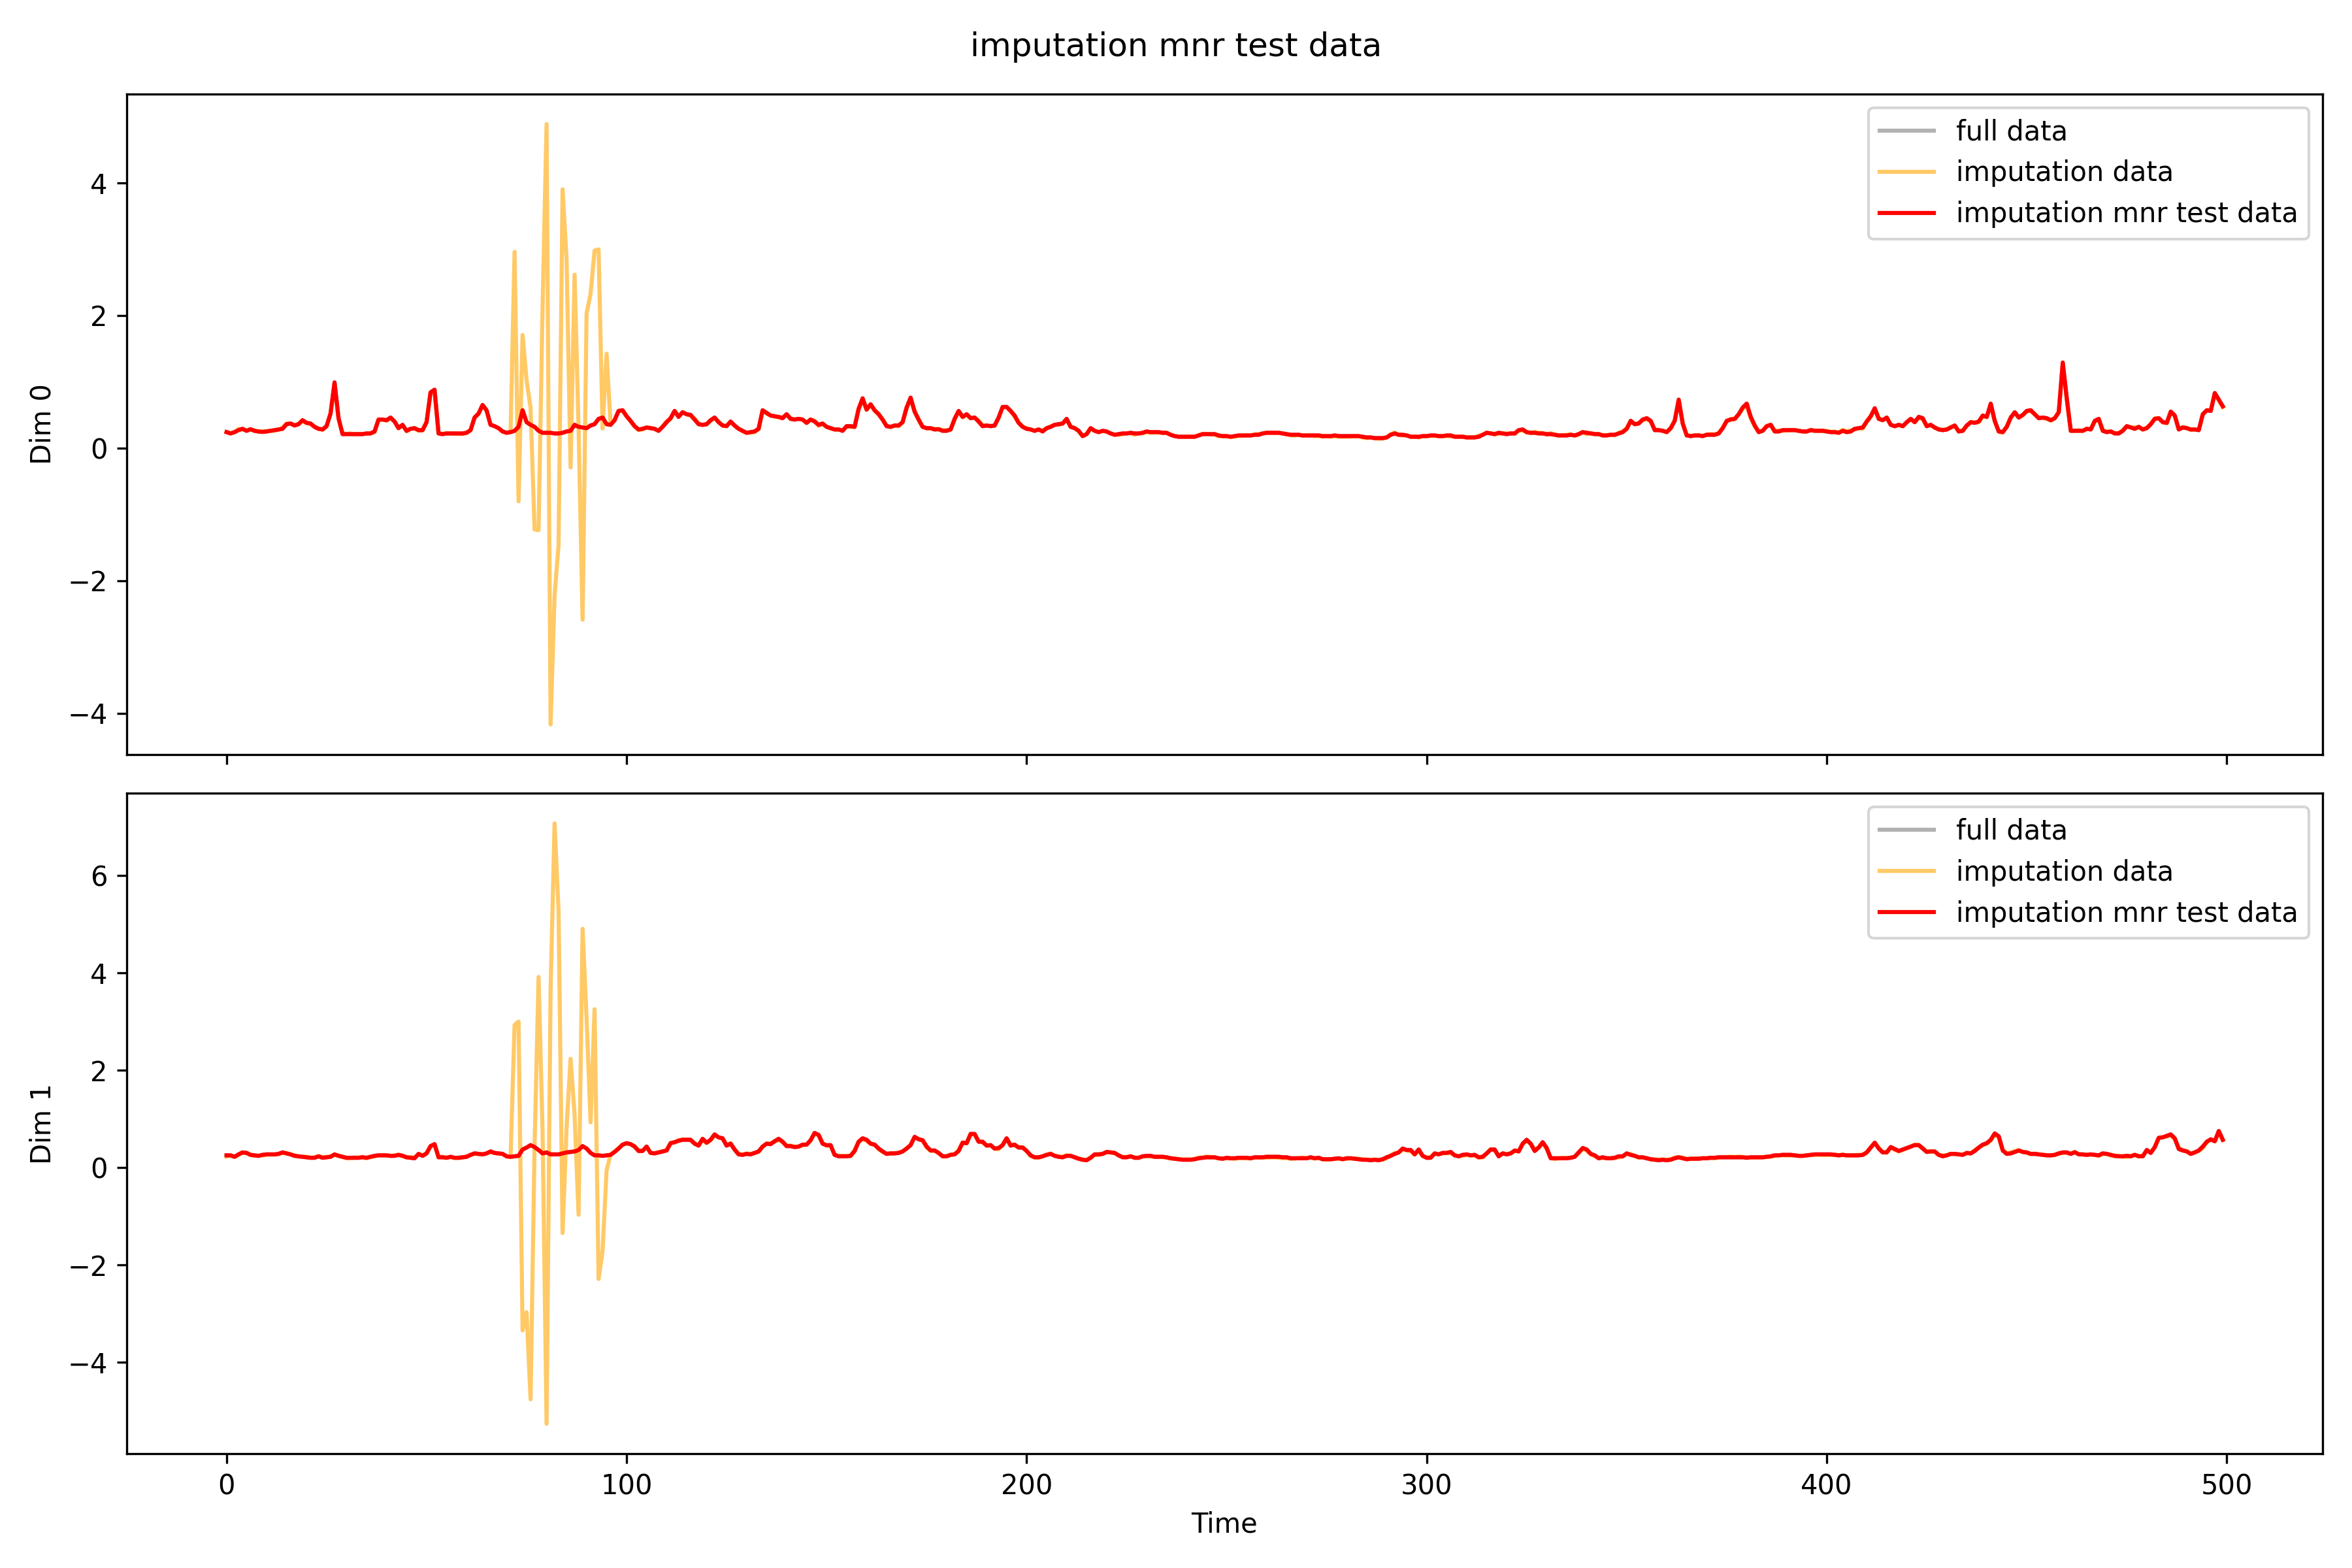 imputation mnr test data
full data
imputation data
imputation mnr test data
4
2
0
−2
−4
Dim 0
full data
imputation data
imputation mnr test data
6
4
2
0
−2
−4
Dim 1
0 100 200 300 400 500
Time